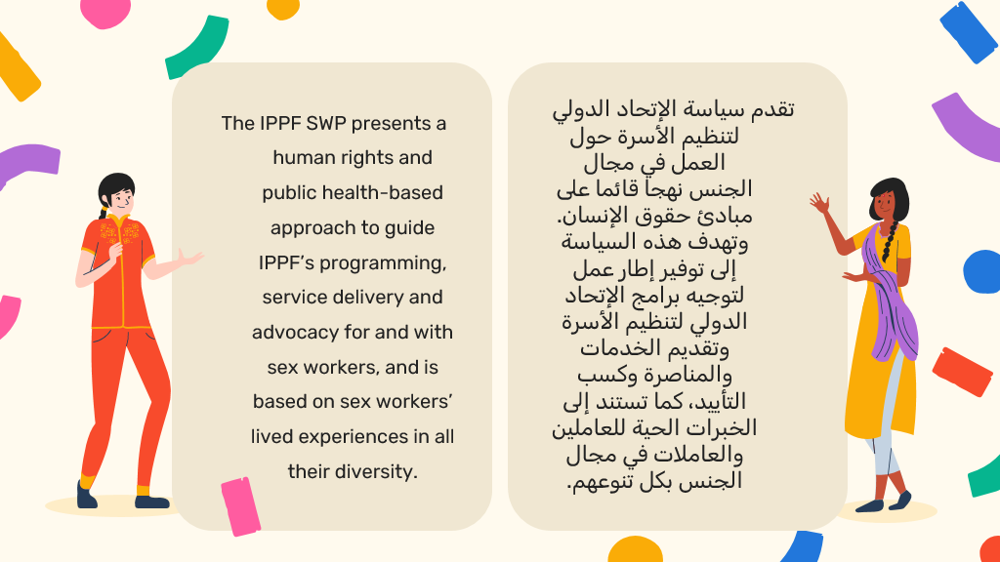 The IPPF SWP presents a
human rights and
public health-based
approach to guide
IPPF's programming,
service delivery and
advocacy for and with
sex workers, and is
based on sex workers'
lived experiences in all
their diversity.
تقدم سياسة الإتحاد الدولي
لتنظيم الأسرة حول
العمل في مجال
الجنس نهجا قائما على
مبادئ حقوق الإنسان.
وتهدف هذه السياسة
إلى توفير إطار عمل
لتوجيه برامج الإتحاد
الدولي لتنظيم الأسرة
وتقديم الخدمات
والمناصرة وكسب
التأييد، كما تستند إلى
الخبرات الحية للعاملين
والعاملات في مجال
الجنس بكل تنوعهم.